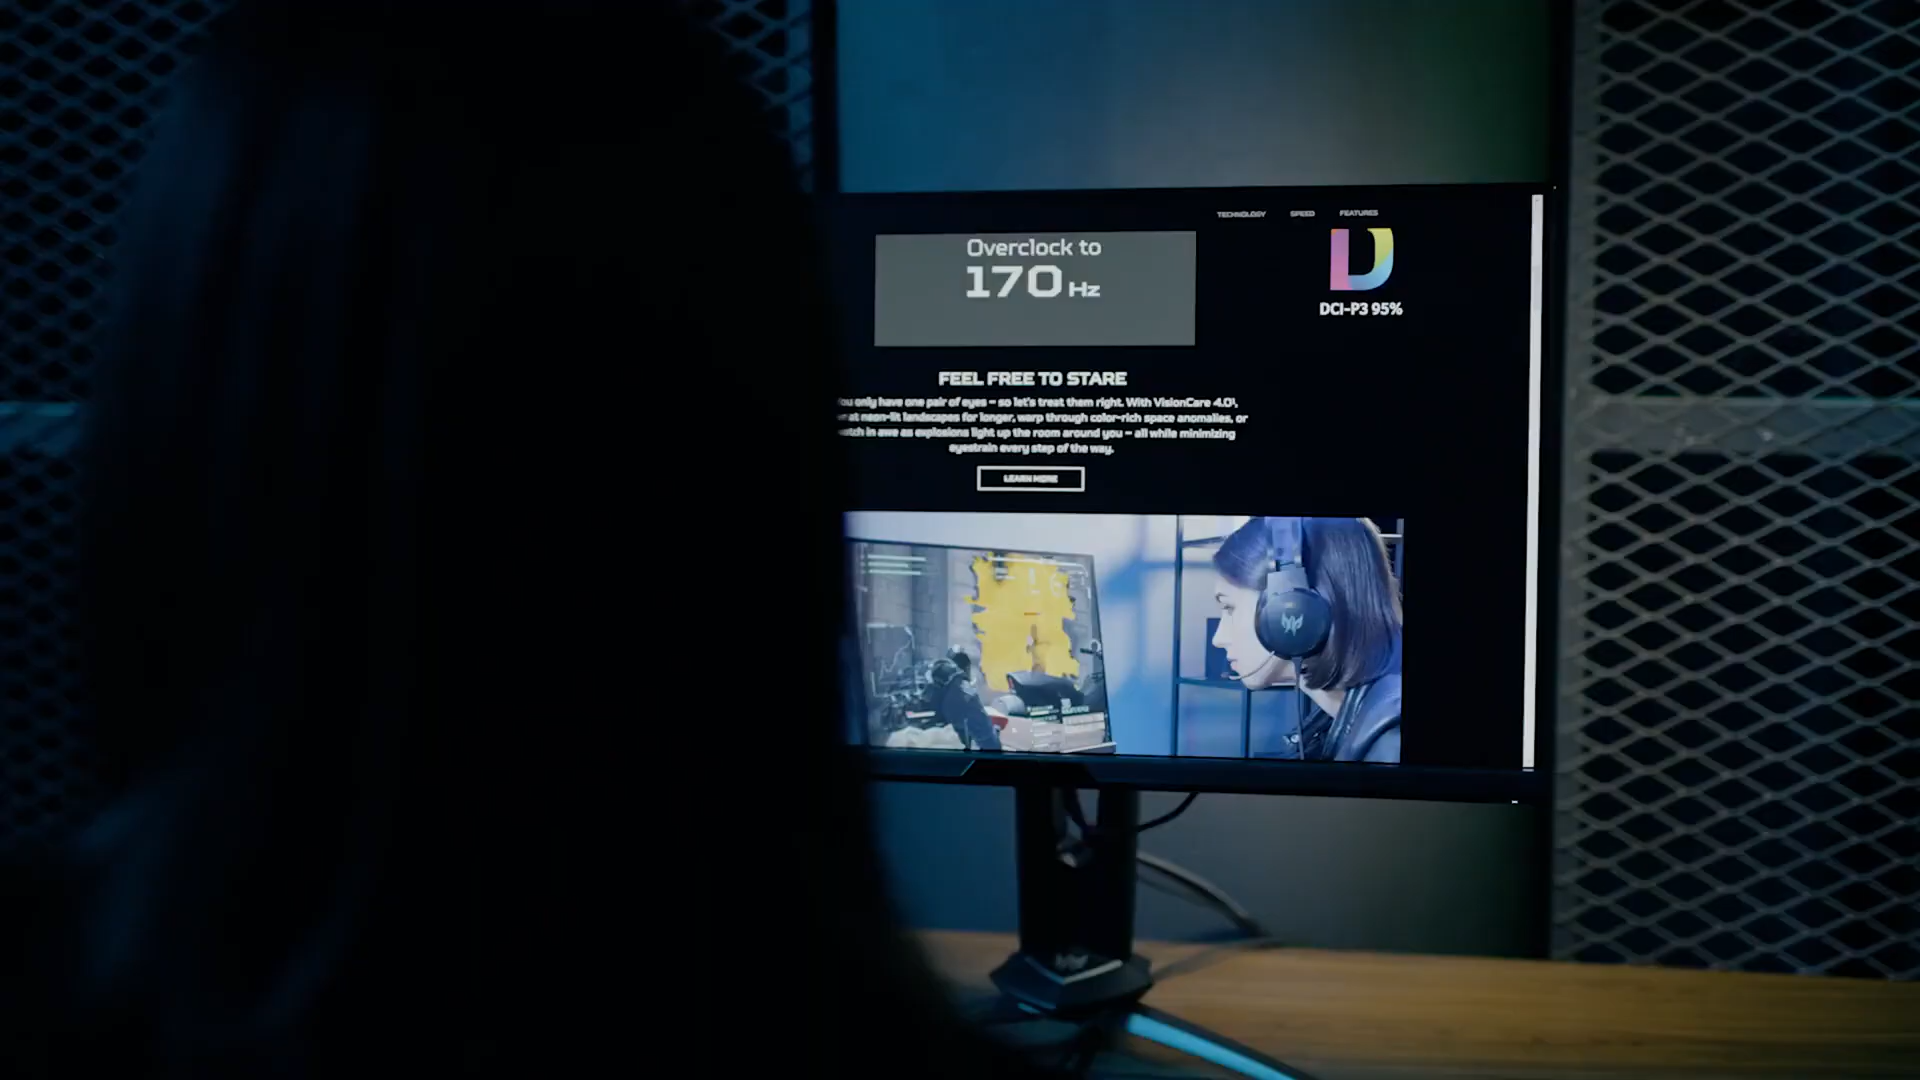 TECHNOLOGY SPEED FEATURES
Overclock to
170 Hz
DCI-P3 95%
FEEL FREE TO STARE
you only have one pair of eyes – so let's treat them right. With VisionCare 4.0¹,
at neon-lit landscapes for longer, warp through color-rich space anomalies, or
watch in awe as explosions light up the room around you – all while minimizing
eyestrain every step of the way.
LEARN MORE